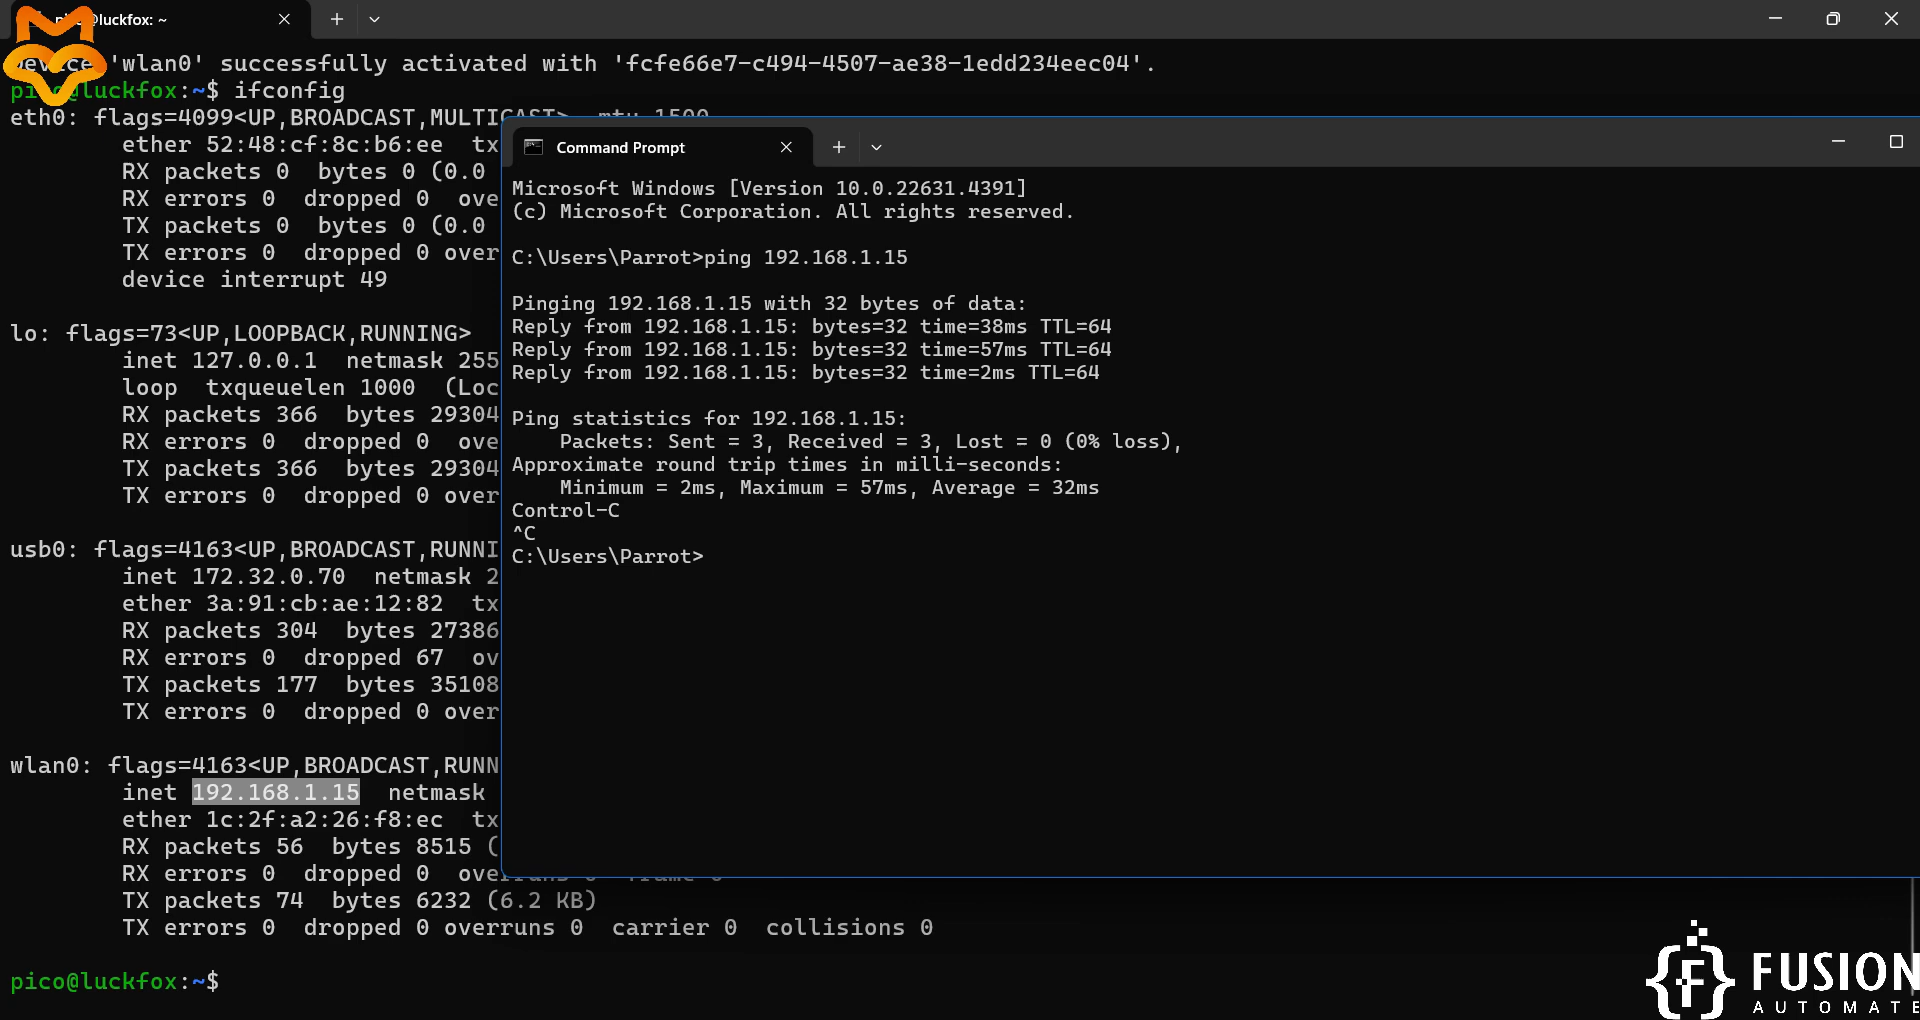 luckfox: ~
'wlan0' successfully activated with 'fcfe66e7-c494-4507-ae38-1edd234eec04'.
luckfox:~$ ifconfig
eth0: flags=4099<UP,BROADCAST,MULTICAST> mtu 1500
ether 52:48:cf:8c:b6:ee tx
RX packets 0 bytes 0 (0.0
RX errors 0 dropped 0 ove
TX packets 0 bytes 0 (0.0
TX errors 0 dropped 0 over
device interrupt 49
lo: flags=73<UP,LOOPBACK,RUNNING>
inet 127.0.0.1 netmask 255
loop txqueuelen 1000 (Loc
RX packets 366 bytes 29304
RX errors 0 dropped 0 ove
TX packets 366 bytes 29304
TX errors 0 dropped 0 over
usb0: flags=4163<UP,BROADCAST,RUNNI
inet 172.32.0.70 netmask 2
ether 3a:91:cb:ae:12:82 tx
RX packets 304 bytes 27386
RX errors 0 dropped 67 ov
TX packets 177 bytes 35108
TX errors 0 dropped 0 over
wlan0: flags=4163<UP,BROADCAST,RUNN
inet 192.168.1.15 netmask
ether 1c:2f:a2:26:f8:ec tx
RX packets 56 bytes 8515 (
RX errors 0 dropped 0 overruns 0 frame 0
TX packets 74 bytes 6232 (6.2 KB)
TX errors 0 dropped 0 overruns 0 carrier 0 collisions 0
pico@luckfox:~$
Command Prompt
Microsoft Windows [Version 10.0.22631.4391]
(c) Microsoft Corporation. All rights reserved.
C:\Users\Parrot>ping 192.168.1.15
Pinging 192.168.1.15 with 32 bytes of data:
Reply from 192.168.1.15: bytes=32 time=38ms TTL=64
Reply from 192.168.1.15: bytes=32 time=57ms TTL=64
Reply from 192.168.1.15: bytes=32 time=2ms TTL=64
Ping statistics for 192.168.1.15:
Packets: Sent = 3, Received = 3, Lost = 0 (0% loss),
Approximate round trip times in milli-seconds:
Minimum = 2ms, Maximum = 57ms, Average = 32ms
Control-C
^C
C:\Users\Parrot>
FUSION
AUTOMATE